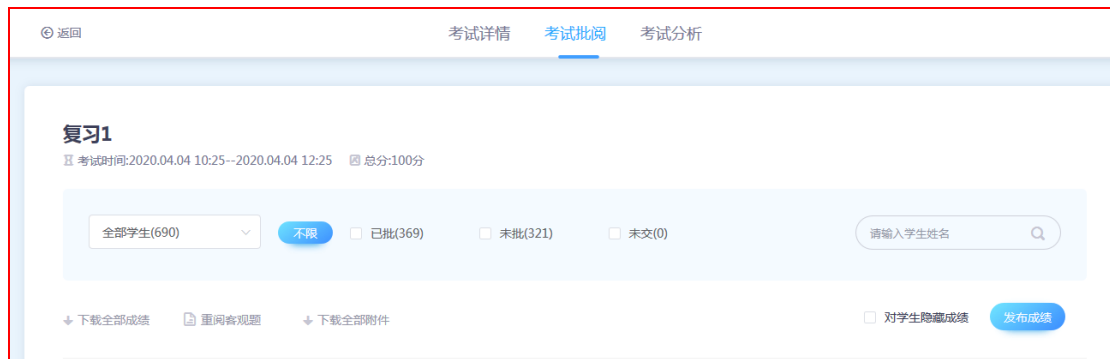 返回 考试详情 考试批阅 考试分析
复习1
考试时间:2020.04.04 10:25--2020.04.04 12:25 总分:100分
全部学生(690) 不限 已批(369) 未批(321) 未交(0) 请输入学生姓名
下载全部成绩 重阅客观题 下载全部附件 对学生隐藏成绩 发布成绩